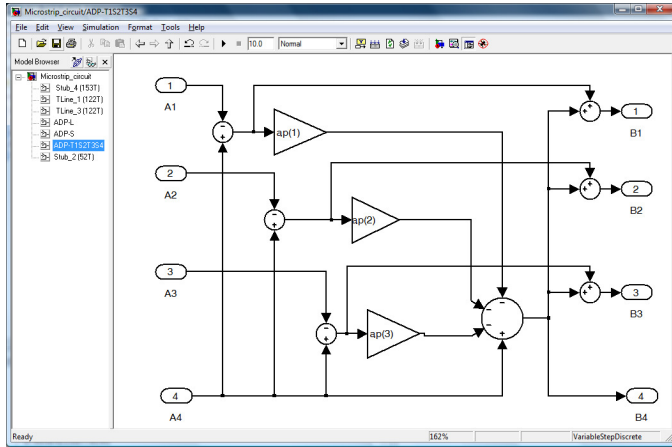 Microstrip_circuit/ADP-T1S2T3S4
File Edit View Simulation Format Tools Help
10.0 Normal
Model Browser
Microstrip_circuit
Stub_4 (153T)
TLine_1 (122T)
TLine_3 (122T)
ADP-L
ADP-S
ADP-T1S2T3S4
Stub_2 (52T)
1
A1
ap(1)
1
B1
2
A2
ap(2)
2
B2
3
A3
ap(3)
3
B3
4
A4
4
B4
Ready 162% VariableStepDiscrete